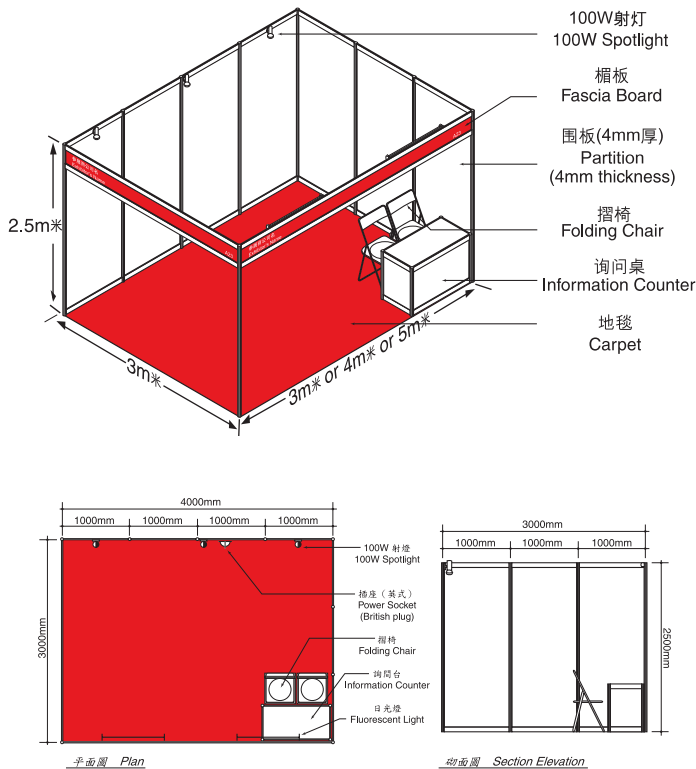 100W射灯
100W Spotlight
楣板
Fascia Board
围板(4mm厚)
Partition
(4mm thickness)
摺椅
Folding Chair
询问桌
Information Counter
地毯
Carpet
2.5m米
3m米
3m米 or 4m米 or 5m米
A01
A01
4000mm
1000mm
1000mm
1000mm
1000mm
3000mm
100W 射燈
100W Spotlight
插座（英式）
Power Socket
(British plug)
摺椅
Folding Chair
詢問台
Information Counter
日光燈
Fluorescent Light
平面圖 Plan
3000mm
1000mm
1000mm
1000mm
2500mm
砌面圖 Section Elevation